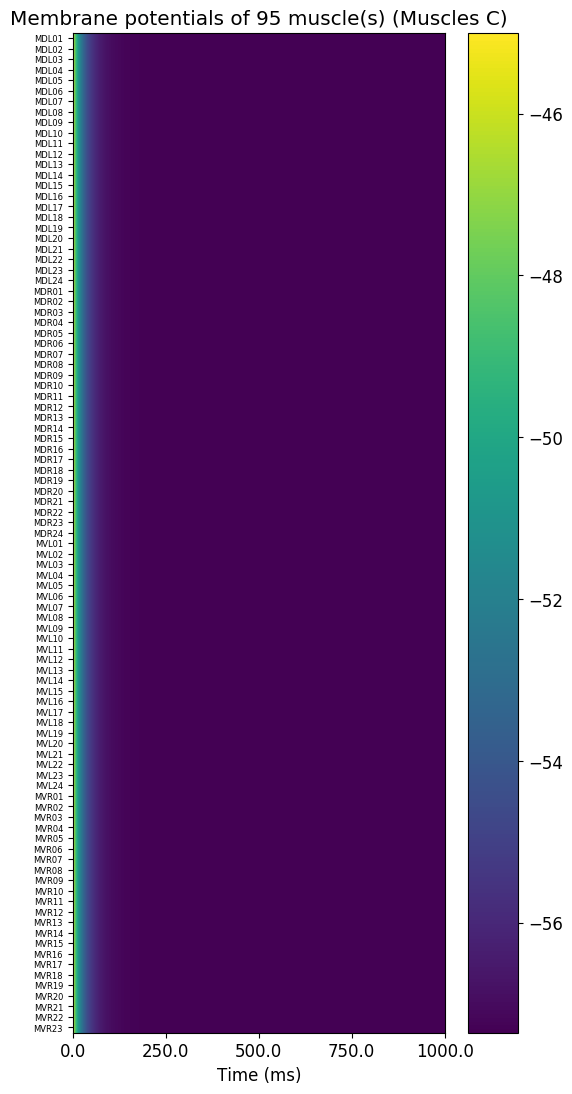 Membrane potentials of 95 muscle(s) (Muscles C)
MDL01
MDL02
MDL03
MDL04
MDL05
MDL06
MDL07
MDL08
MDL09
MDL10
MDL11
MDL12
MDL13
MDL14
MDL15
MDL16
MDL17
MDL18
MDL19
MDL20
MDL21
MDL22
MDL23
MDL24
MDR01
MDR02
MDR03
MDR04
MDR05
MDR06
MDR07
MDR08
MDR09
MDR10
MDR11
MDR12
MDR13
MDR14
MDR15
MDR16
MDR17
MDR18
MDR19
MDR20
MDR21
MDR22
MDR23
MDR24
MVL01
MVL02
MVL03
MVL04
MVL05
MVL06
MVL07
MVL08
MVL09
MVL10
MVL11
MVL12
MVL13
MVL14
MVL15
MVL16
MVL17
MVL18
MVL19
MVL20
MVL21
MVL22
MVL23
MVL24
MVR01
MVR02
MVR03
MVR04
MVR05
MVR06
MVR07
MVR08
MVR09
MVR10
MVR11
MVR12
MVR13
MVR14
MVR15
MVR16
MVR17
MVR18
MVR19
MVR20
MVR21
MVR22
MVR23
0.0 250.0 500.0 750.0 1000.0
Time (ms)
−46
−48
−50
−52
−54
−56